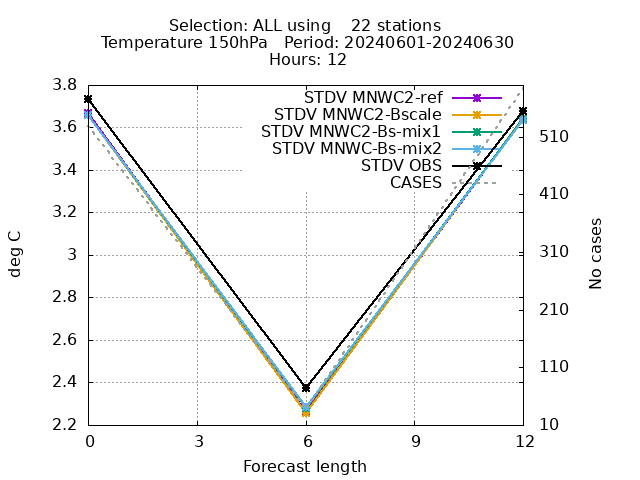 Selection: ALL using    22 stations
Temperature 150hPa   Period: 20240601-20240630
Hours: 12
STDV MNWC2-ref
STDV MNWC2-Bscale
STDV MNWC2-Bs-mix1
STDV MNWC-Bs-mix2
STDV OBS
CASES
deg C
3.8
3.6
3.4
3.2
3
2.8
2.6
2.4
2.2
510
410
310
210
110
10
No cases
0 3 6 9 12
Forecast length